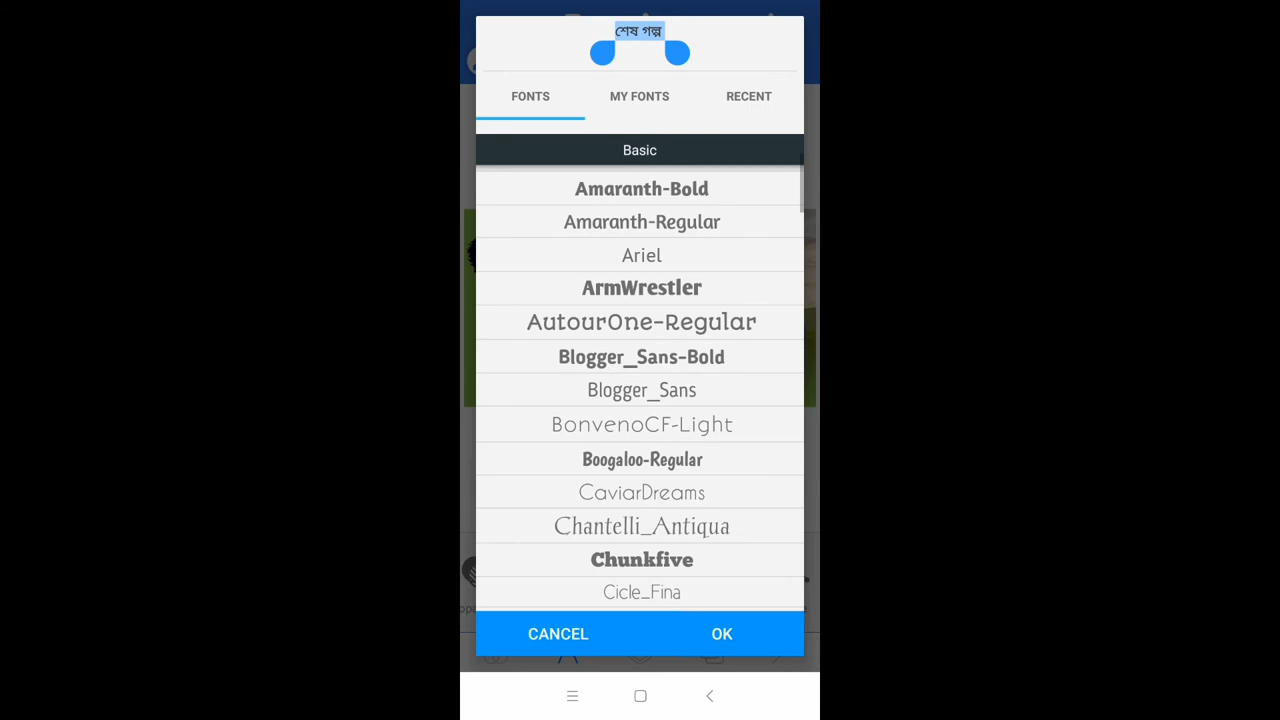 শেষ গল্প
FONTS
MY FONTS
RECENT
Basic
Amaranth-Bold
Amaranth-Regular
Ariel
ArmWrestler
AutourOne-Regular
Blogger_Sans-Bold
Blogger_Sans
BonvenoCF-Light
Boogaloo-Regular
CaviarDreams
Chantelli_Antiqua
Chunkfive
Cicle_Fina
CANCEL
OK